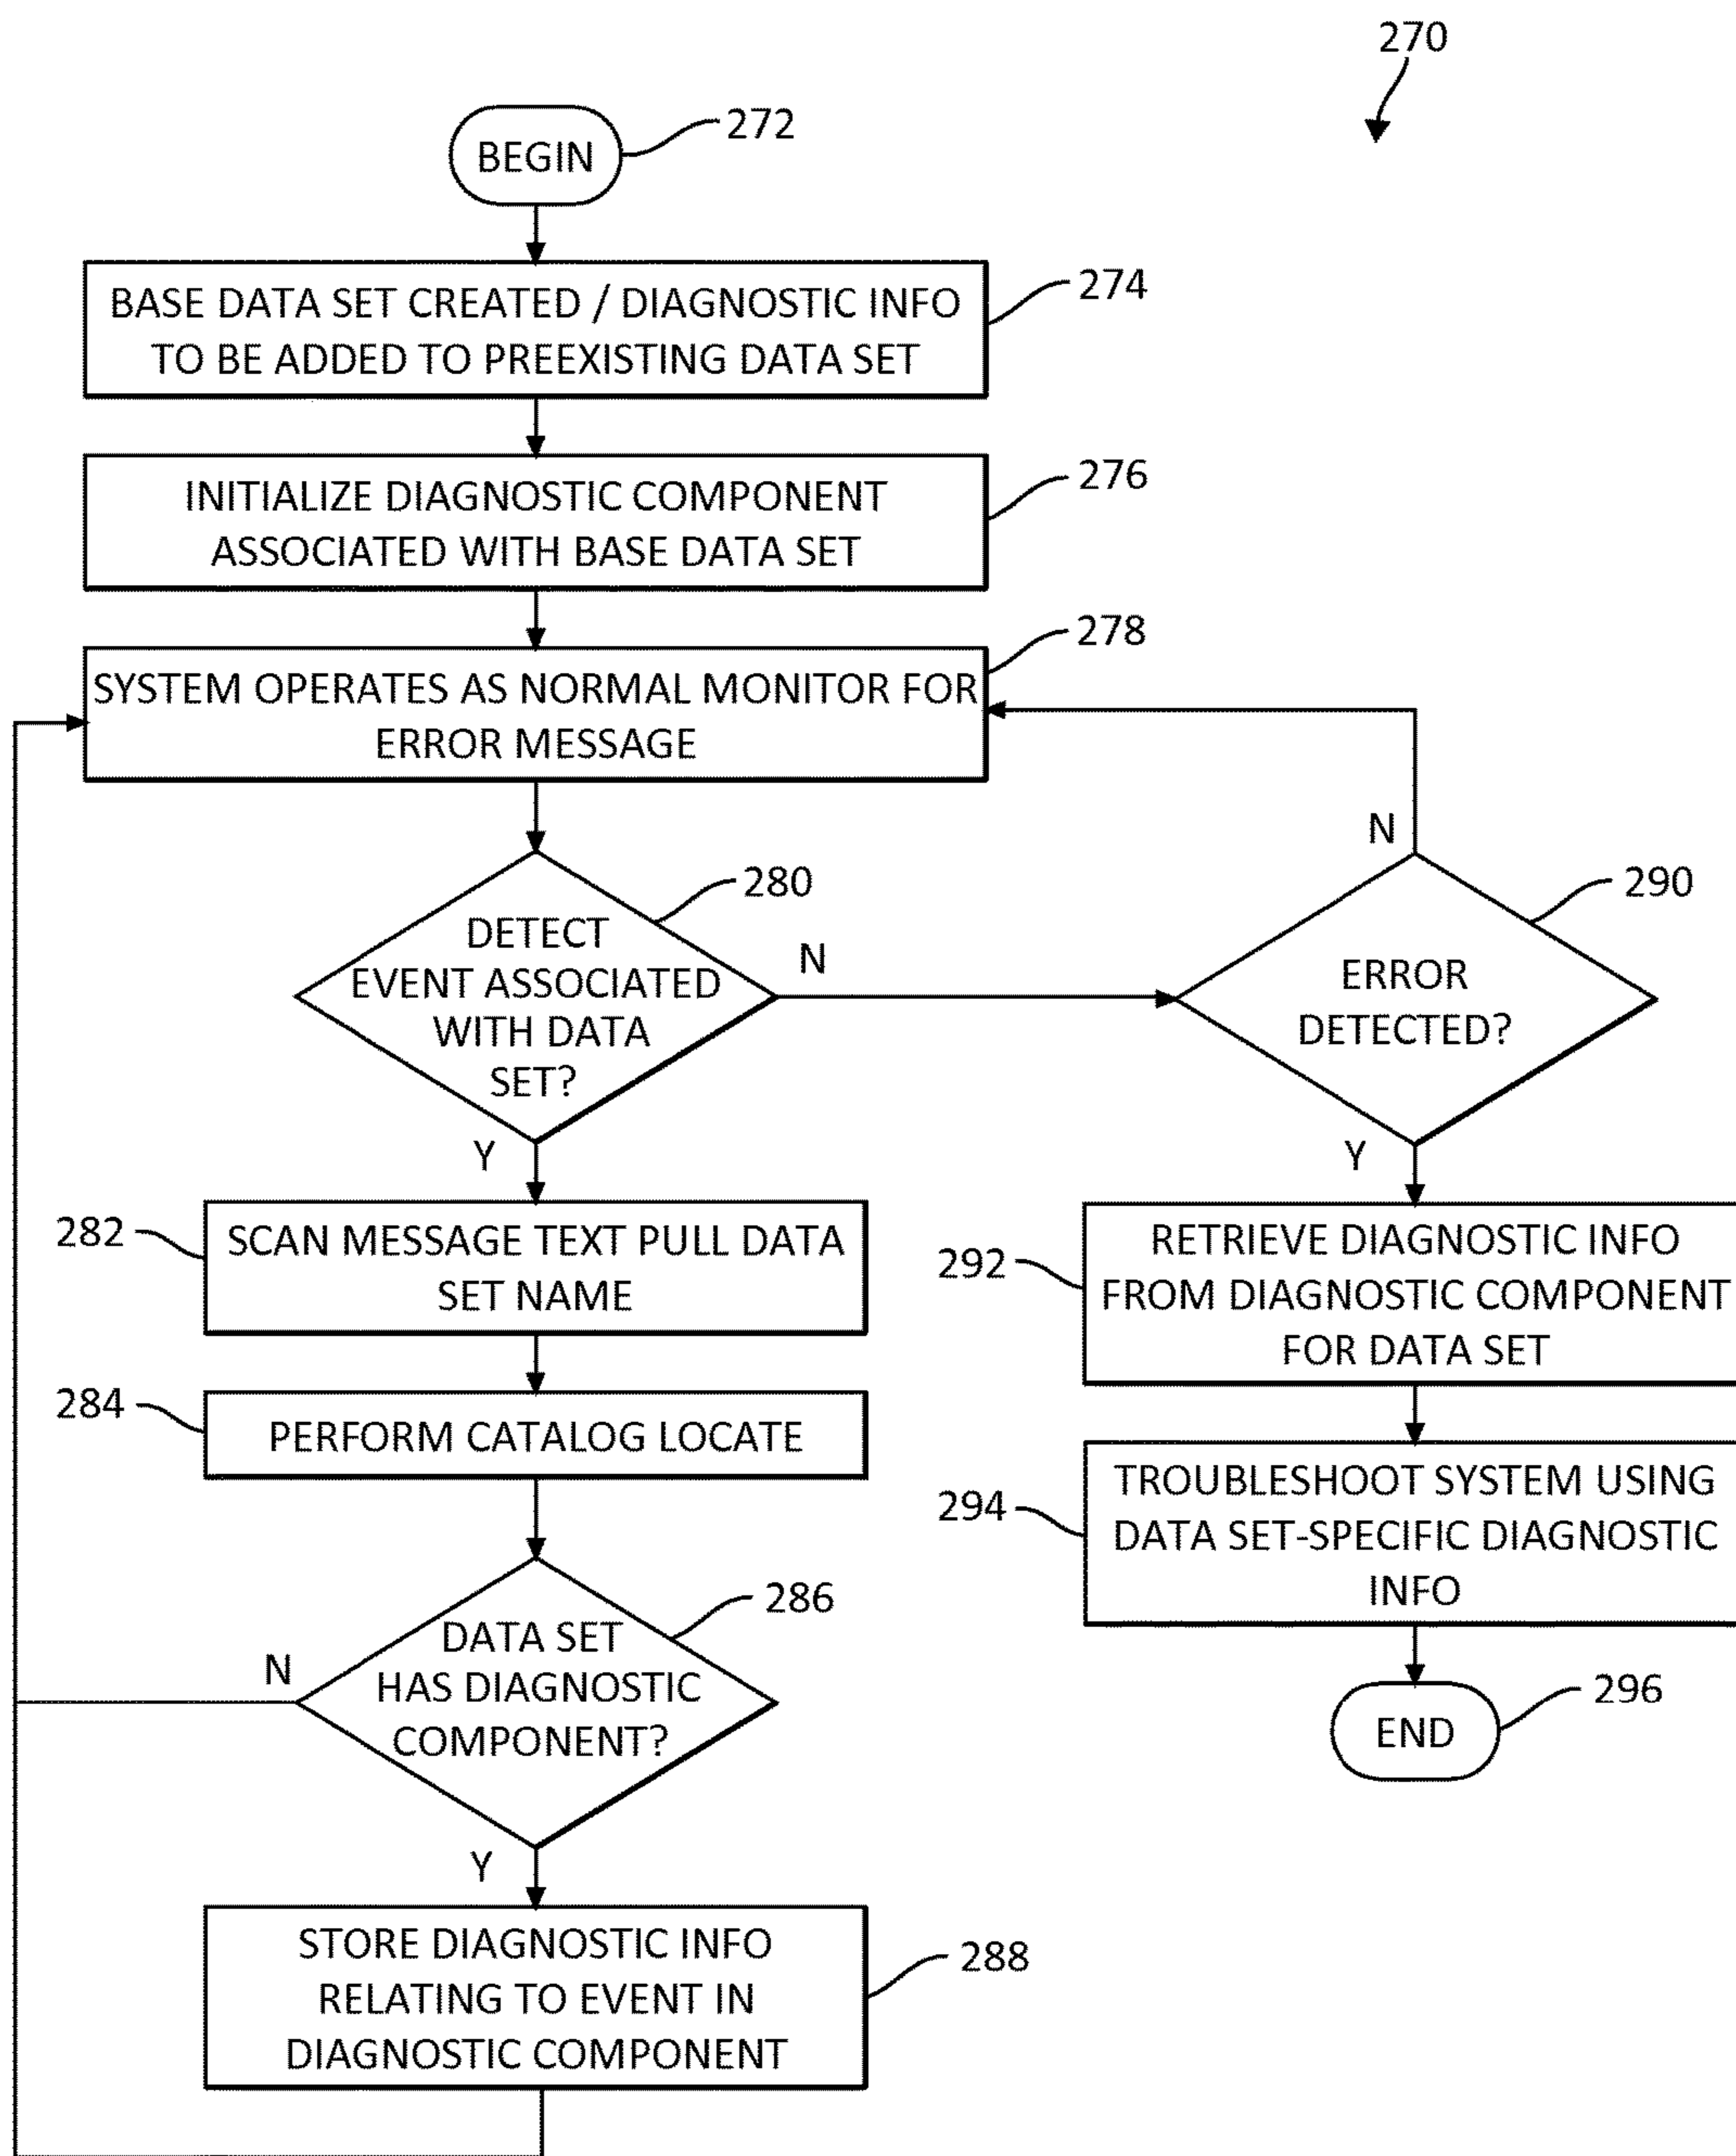 270
BEGIN
272
BASE DATA SET CREATED / DIAGNOSTIC INFO
TO BE ADDED TO PREEXISTING DATA SET
274
INITIALIZE DIAGNOSTIC COMPONENT
ASSOCIATED WITH BASE DATA SET
276
SYSTEM OPERATES AS NORMAL MONITOR FOR
ERROR MESSAGE
278
DETECT
EVENT ASSOCIATED
WITH DATA
SET?
280
N
Y
282
SCAN MESSAGE TEXT PULL DATA
SET NAME
284
PERFORM CATALOG LOCATE
DATA SET
HAS DIAGNOSTIC
COMPONENT?
286
N
Y
STORE DIAGNOSTIC INFO
RELATING TO EVENT IN
DIAGNOSTIC COMPONENT
288
N
ERROR
DETECTED?
290
Y
292
RETRIEVE DIAGNOSTIC INFO
FROM DIAGNOSTIC COMPONENT
FOR DATA SET
294
TROUBLESHOOT SYSTEM USING
DATA SET-SPECIFIC DIAGNOSTIC
INFO
END
296